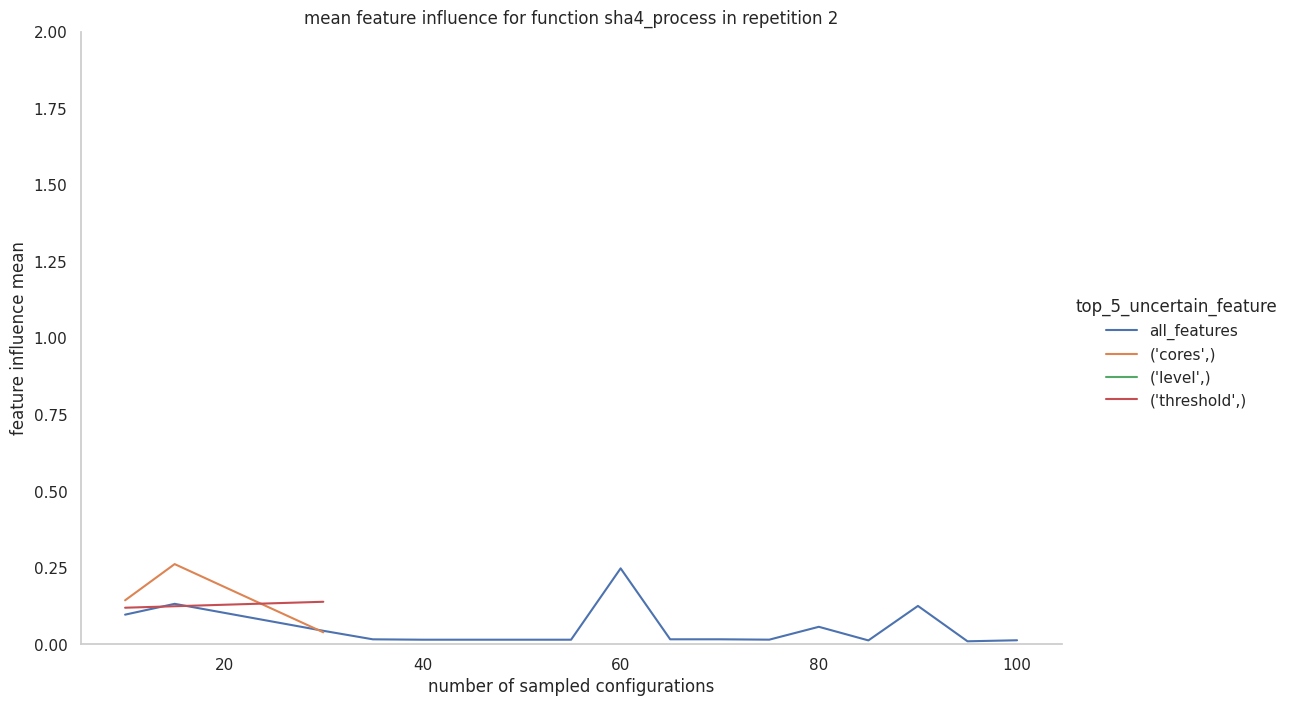 mean feature influence for function sha4_process in repetition 2
2.00
1.75
1.50
1.25
1.00
0.75
0.50
0.25
0.00
feature influence mean
20
40
60
80
100
number of sampled configurations
top_5_uncertain_feature
all_features
('cores',)
('level',)
('threshold',)